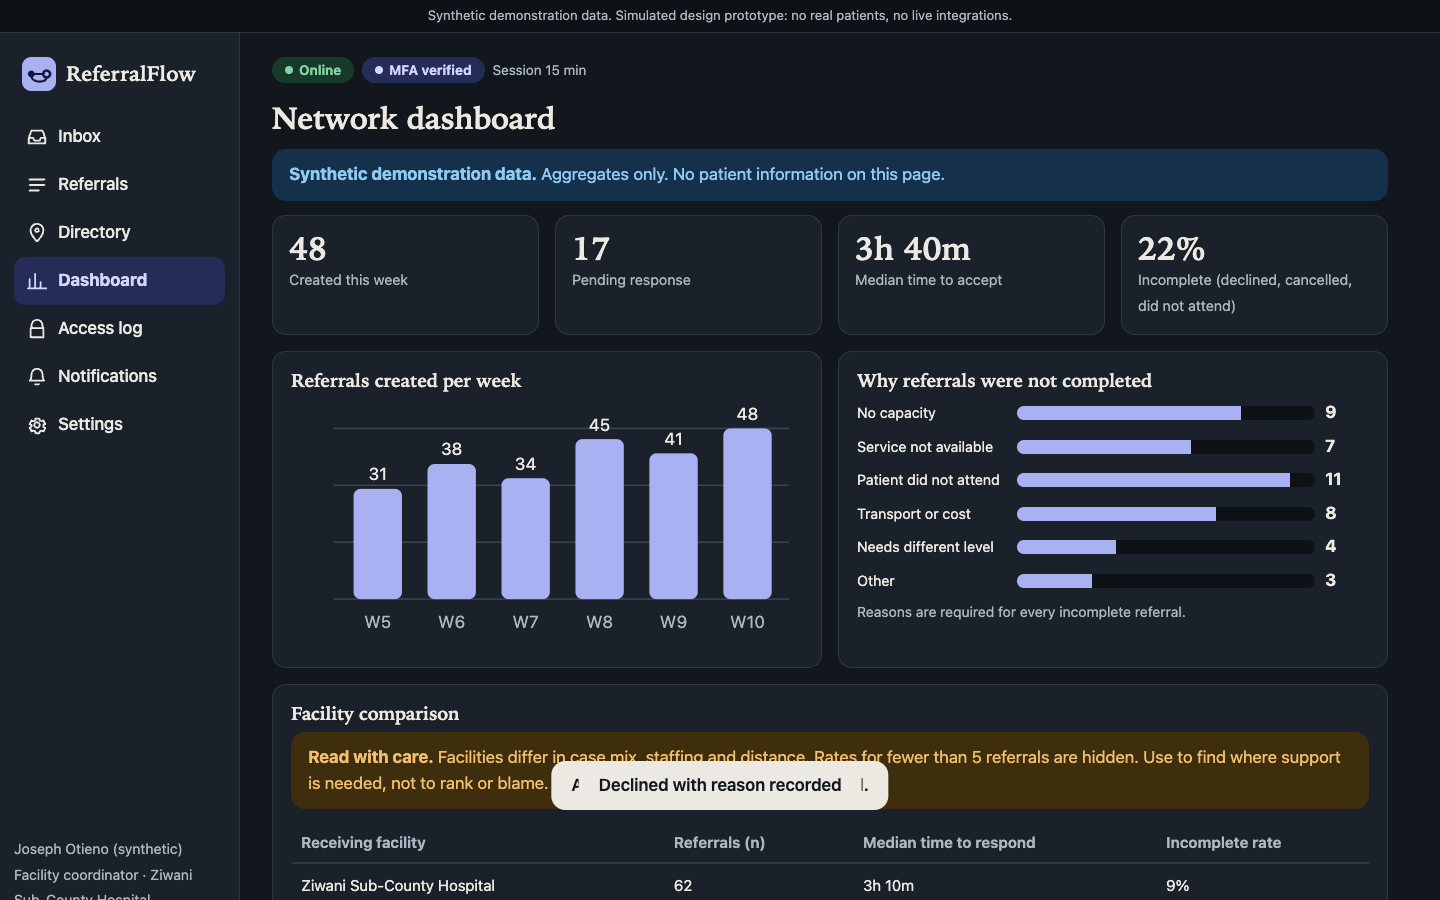 Synthetic demonstration data. Simulated design prototype: no real patients, no live integrations.
ReferralFlow
Inbox
Referrals
Directory
Dashboard
Access log
Notifications
Settings
Joseph Otieno (synthetic)
Facility coordinator · Ziwani
Sub-County Hospital
Online
MFA verified
Session 15 min
Network dashboard
Synthetic demonstration data. Aggregates only. No patient information on this page.
48
Created this week
17
Pending response
3h 40m
Median time to accept
22%
Incomplete (declined, cancelled,
did not attend)
Referrals created per week
31
38
34
45
41
48
W5
W6
W7
W8
W9
W10
Why referrals were not completed
No capacity 9
Service not available 7
Patient did not attend 11
Transport or cost 8
Needs different level 4
Other 3
Reasons are required for every incomplete referral.
Facility comparison
Read with care. Facilities differ in case mix, staffing and distance. Rates for fewer than 5 referrals are hidden. Use to find where support
is needed, not to rank or blame.
Declined with reason recorded
Receiving facility Referrals (n) Median time to respond Incomplete rate
Ziwani Sub-County Hospital 62 3h 10m 9%